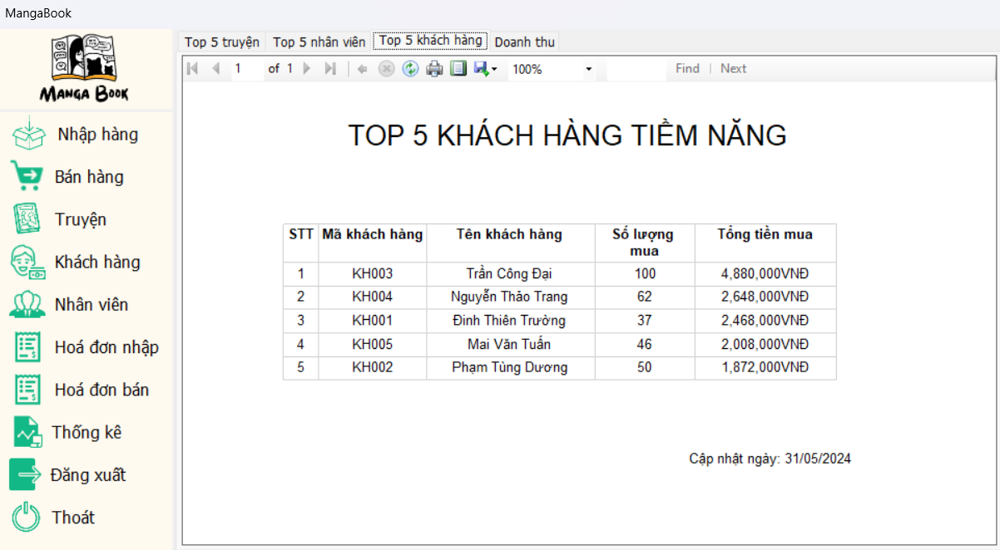 MangaBook
MANGA BOOK
Nhập hàng
Bán hàng
Truyện
Khách hàng
Nhân viên
Hoá đơn nhập
Hoá đơn bán
Thống kê
Đăng xuất
Thoát
Top 5 truyện Top 5 nhân viên Top 5 khách hàng Doanh thu
1 of 1 100% Find | Next
TOP 5 KHÁCH HÀNG TIỀM NĂNG
STT Mã khách hàng Tên khách hàng Số lượng mua Tổng tiền mua
1 KH003 Trần Công Đại 100 4,880,000VNĐ
2 KH004 Nguyễn Thảo Trang 62 2,648,000VNĐ
3 KH001 Đinh Thiên Trường 37 2,468,000VNĐ
4 KH005 Mai Văn Tuấn 46 2,008,000VNĐ
5 KH002 Phạm Tùng Dương 50 1,872,000VNĐ
Cập nhật ngày: 31/05/2024